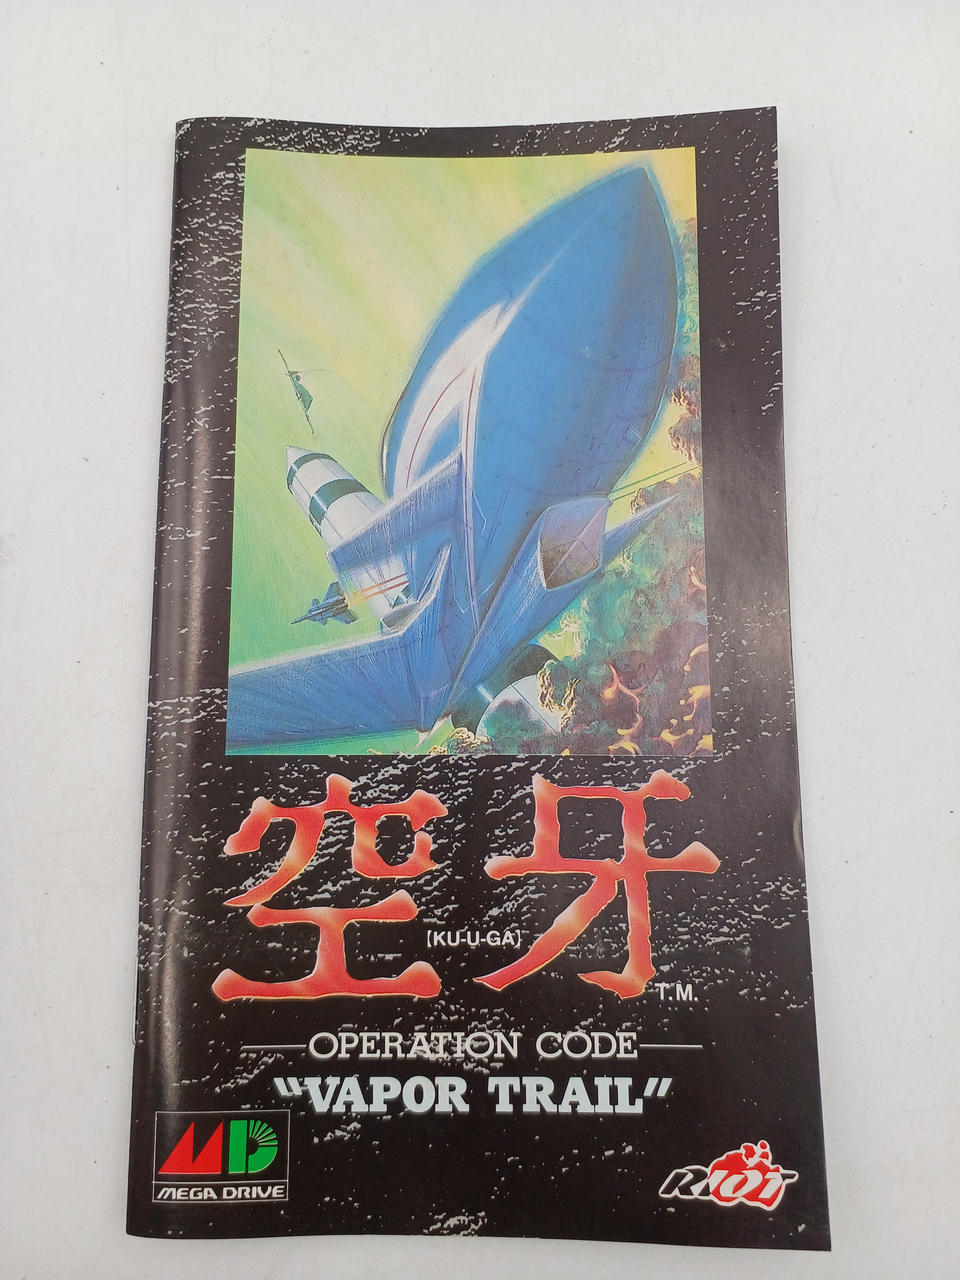 空牙
[KU-U-GA]
T.M.
OPERATION CODE
"VAPOR TRAIL"
MD
MEGA DRIVE
RIOT